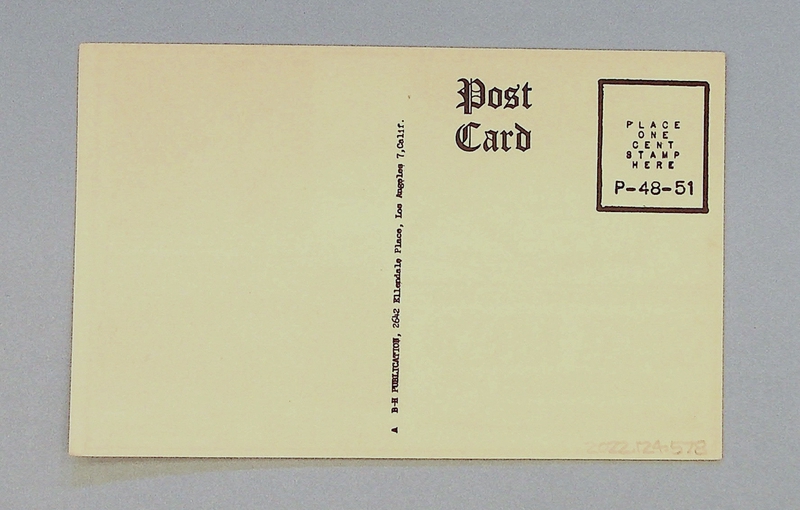 Post
Card
PLACE
ONE
CENT
STAMP
HERE
P-48-51
A B-H PUBLICATION, 2642 Ellendale Place, Los Angeles 7, Calif.
2022.124.578